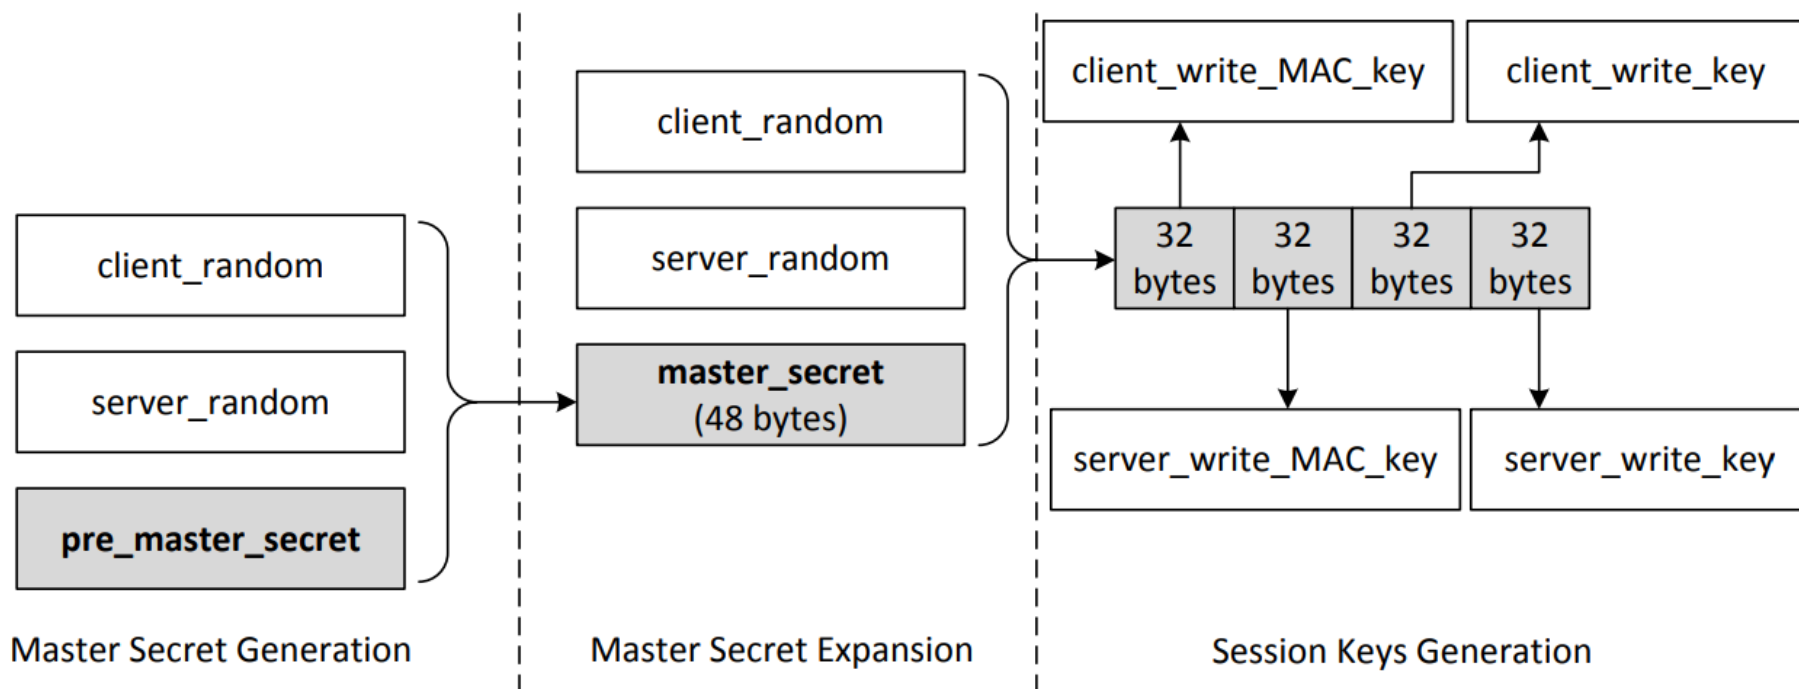 client_random
server_random
pre_master_secret
Master Secret Generation
client_random
server_random
master_secret
(48 bytes)
Master Secret Expansion
client_write_MAC_key
client_write_key
32
bytes
32
bytes
32
bytes
32
bytes
server_write_MAC_key
server_write_key
Session Keys Generation